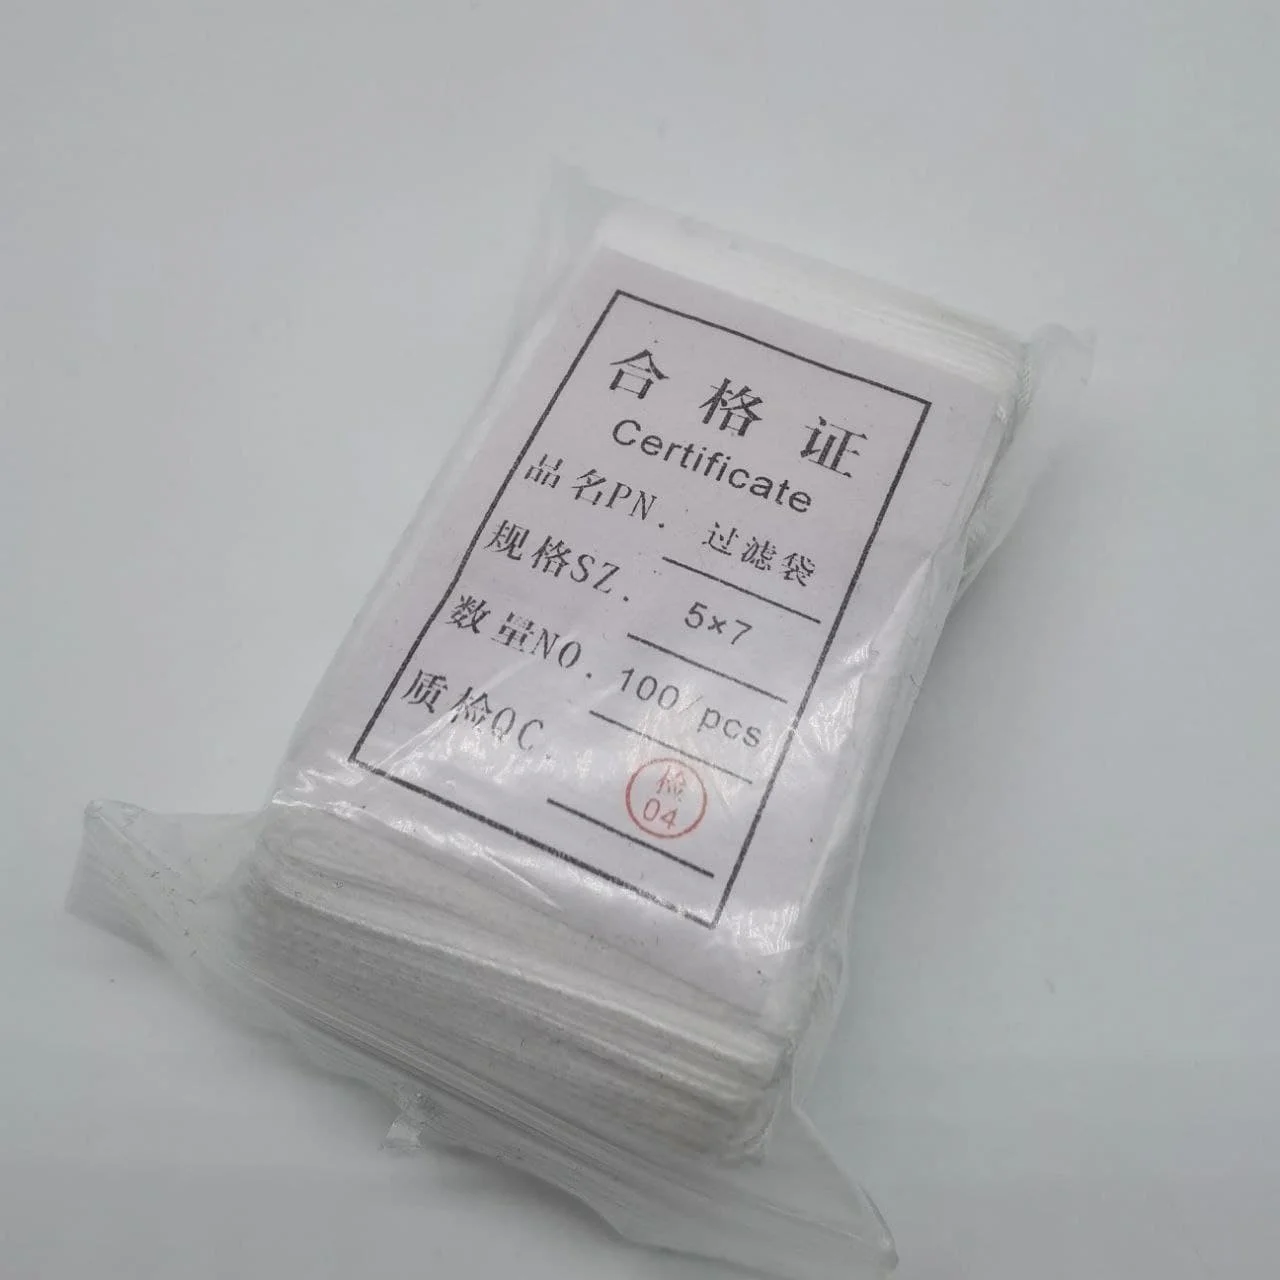 合格证
Certificate
品名PN. 过滤袋
规格SZ. 5×7
数量NO. 100/pcs
质检QC.
检
04